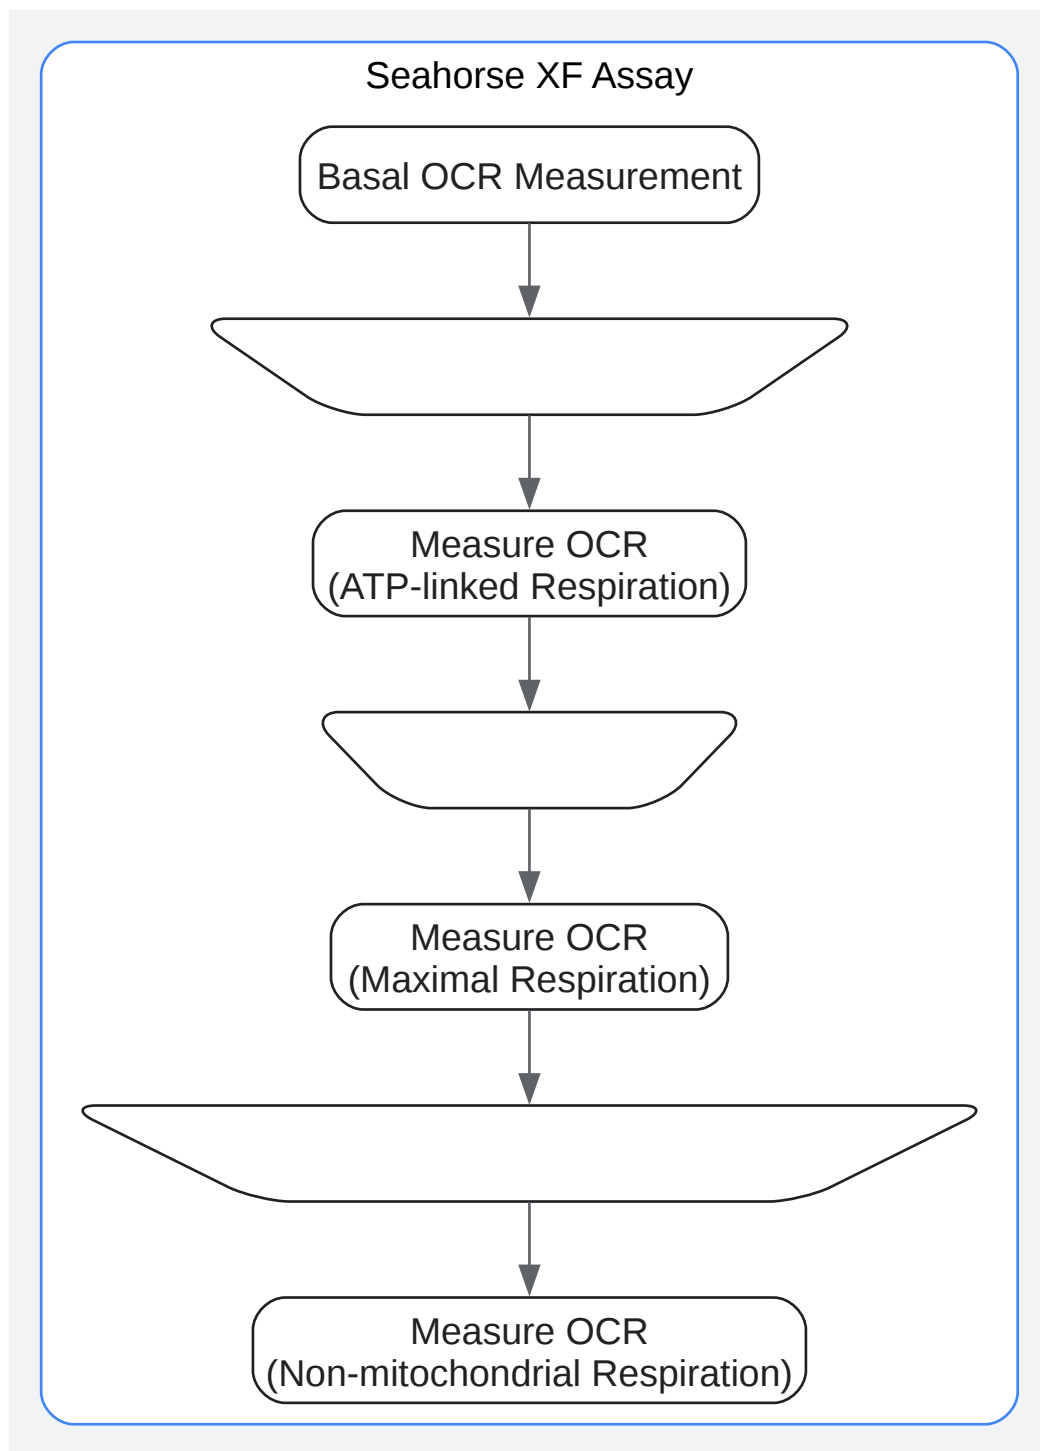 Seahorse XF Assay
Basal OCR Measurement
Measure OCR
(ATP-linked Respiration)
Measure OCR
(Maximal Respiration)
Measure OCR
(Non-mitochondrial Respiration)